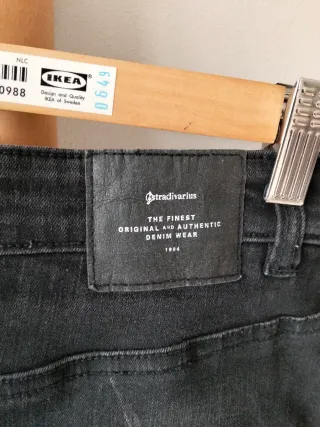 NLC
0988
IKEA
Design and Quality
IKEA of Sweden
0649
stradivarius
THE FINEST
ORIGINAL AND AUTHENTIC
DENIM WEAR
1994